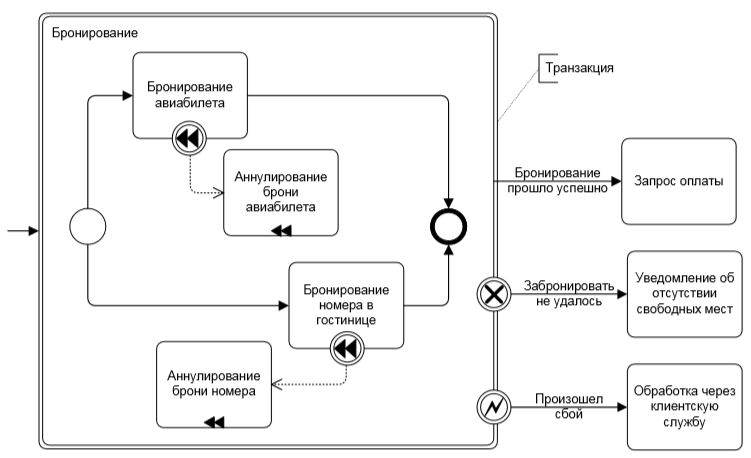 Бронирование
Бронирование
авиабилета
Транзакция
Аннулирование
брони
авиабилета
Бронирование
прошло успешно
Запрос оплаты
Бронирование
номера в
гостинице
Забронировать
не удалось
Уведомление об
отсутствии
свободных мест
Аннулирование
брони номера
Произошел
сбой
Обработка через
клиентскую
службу